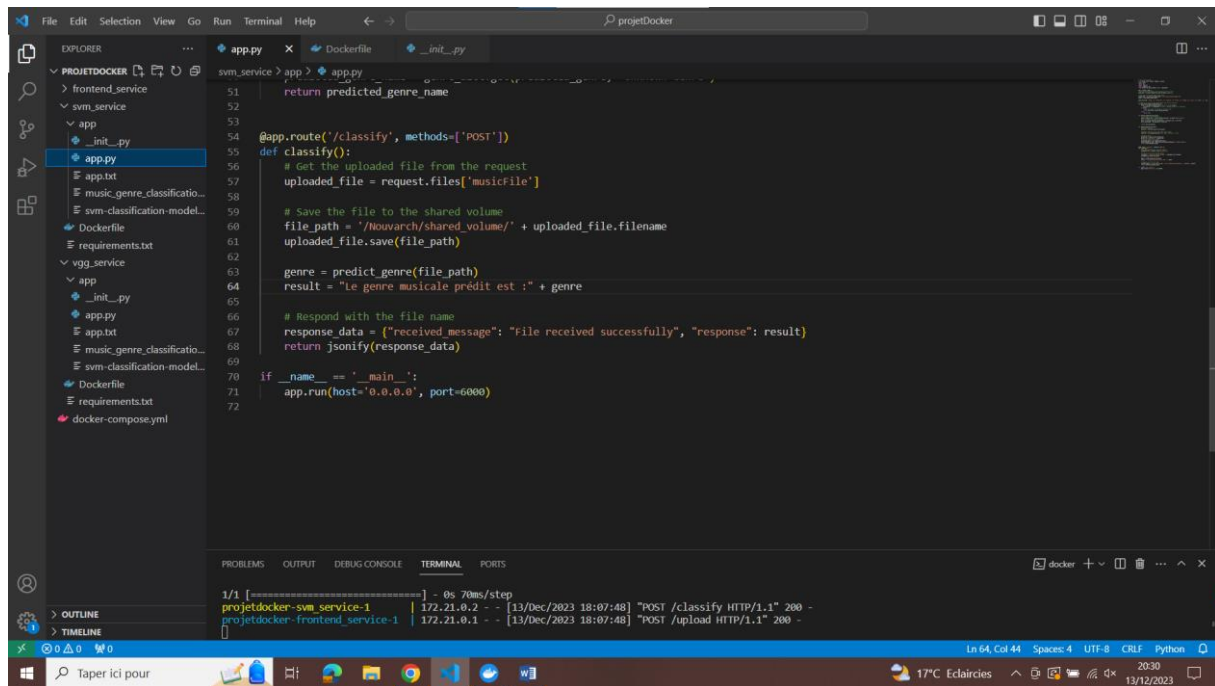 File Edit Selection View Go Run Terminal Help projetDocker
EXPLORER
PROJETDOCKER
frontend_service
svm_service
app
__init__.py
app.py
app.txt
music_genre_classificatio...
svm-classification-model...
Dockerfile
requirements.txt
vgg_service
app
__init__.py
app.py
app.txt
music_genre_classificatio...
svm-classification-model...
Dockerfile
requirements.txt
docker-compose.yml
OUTLINE
TIMELINE
app.py Dockerfile __init__.py
svm_service > app > app.py
51 return predicted_genre_name
52
53
54 @app.route('/classify', methods=['POST'])
55 def classify():
56 # Get the uploaded file from the request
57 uploaded_file = request.files['musicFile']
58
59 # Save the file to the shared volume
60 file_path = '/Nouvarch/shared_volume/' + uploaded_file.filename
61 uploaded_file.save(file_path)
62
63 genre = predict_genre(file_path)
64 result = "Le genre musicale prédit est :" + genre
65
66 # Respond with the file name
67 response_data = {"received_message": "File received successfully", "response": result}
68 return jsonify(response_data)
69
70 if __name__ == '__main__':
71 app.run(host='0.0.0.0', port=6000)
72
PROBLEMS OUTPUT DEBUG CONSOLE TERMINAL PORTS docker
1/1 [==============================] - 0s 70ms/step
projetdocker-svm_service-1 | 172.21.0.2 - - [13/Dec/2023 18:07:48] "POST /classify HTTP/1.1" 200 -
projetdocker-frontend_service-1 | 172.21.0.1 - - [13/Dec/2023 18:07:48] "POST /upload HTTP/1.1" 200 -
0 0 0 Ln 64, Col 44 Spaces: 4 UTF-8 CRLF Python
Taper ici pour 17°C Eclaircies 20:30
13/12/2023